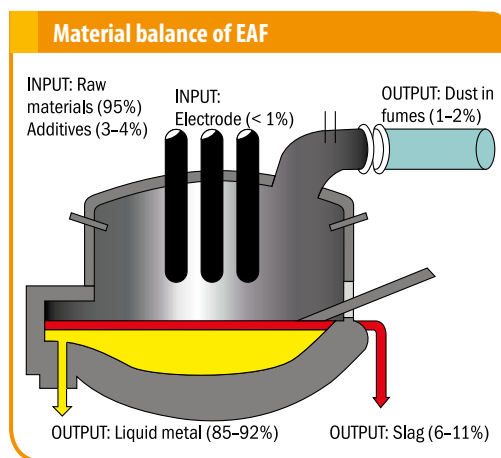 Material balance of EAF
INPUT: Raw
materials (95%)
Additives (3–4%)
INPUT:
Electrode (< 1%)
OUTPUT: Dust in
fumes (1–2%)
OUTPUT: Liquid metal (85–92%)
OUTPUT: Slag (6–11%)